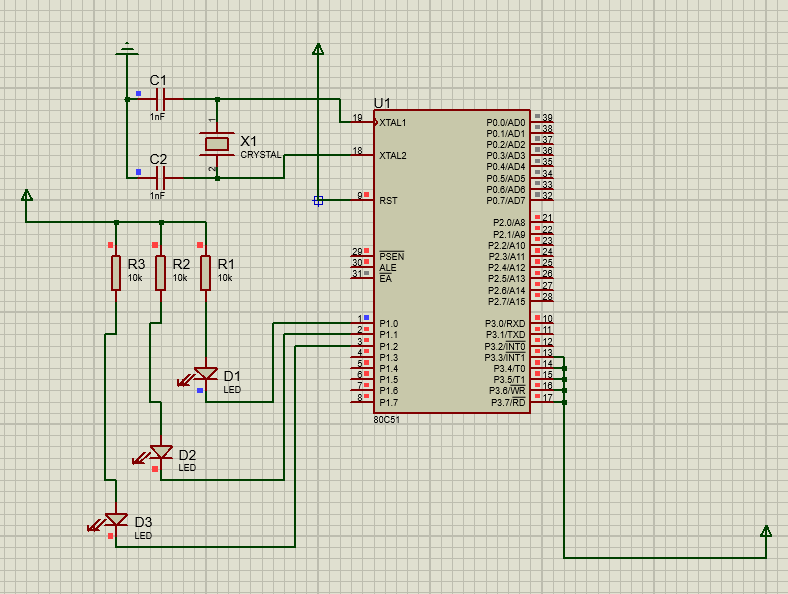 C1
1nF
C2
1nF
1
X1
CRYSTAL
2
R3
10k
R2
10k
R1
10k
D1
LED
D2
LED
D3
LED
U1
19 XTAL1
18 XTAL2
9 RST
29 PSEN
30 ALE
31 EA
1 P1.0
2 P1.1
3 P1.2
4 P1.3
5 P1.4
6 P1.5
7 P1.6
8 P1.7
P0.0/AD0 39
P0.1/AD1 38
P0.2/AD2 37
P0.3/AD3 36
P0.4/AD4 35
P0.5/AD5 34
P0.6/AD6 33
P0.7/AD7 32
P2.0/A8 21
P2.1/A9 22
P2.2/A10 23
P2.3/A11 24
P2.4/A12 25
P2.5/A13 26
P2.6/A14 27
P2.7/A15 28
P3.0/RXD 10
P3.1/TXD 11
P3.2/INT0 12
P3.3/INT1 13
P3.4/T0 14
P3.5/T1 15
P3.6/WR 16
P3.7/RD 17
80C51